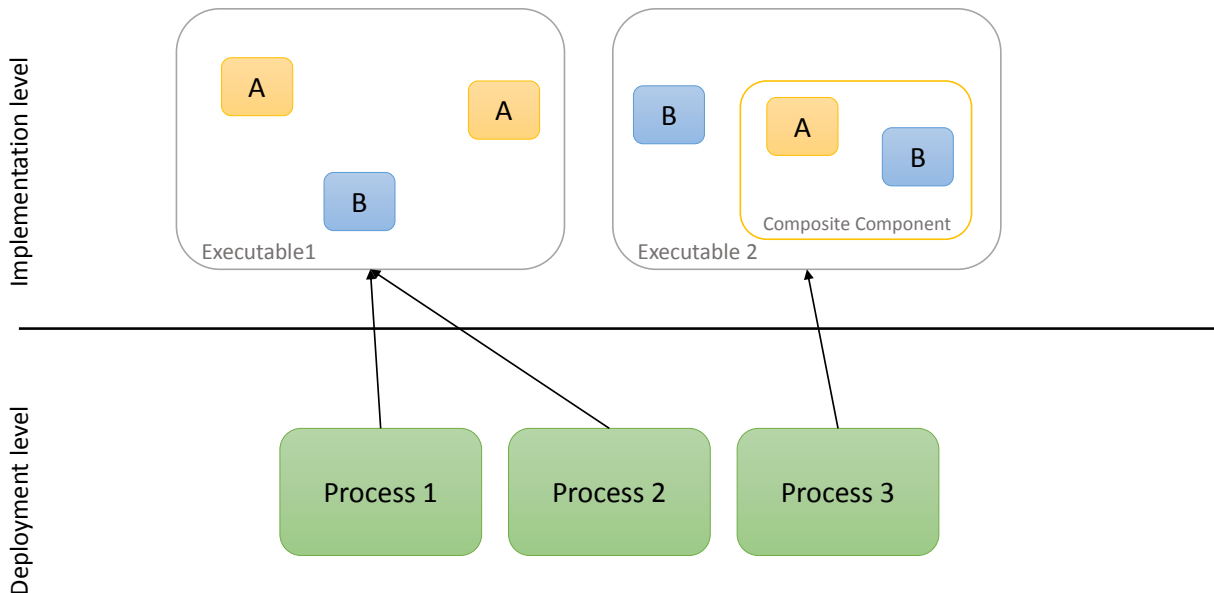 Implementation level
A
A
B
Executable1
B
A
B
Composite Component
Executable 2
Deployment level
Process 1
Process 2
Process 3